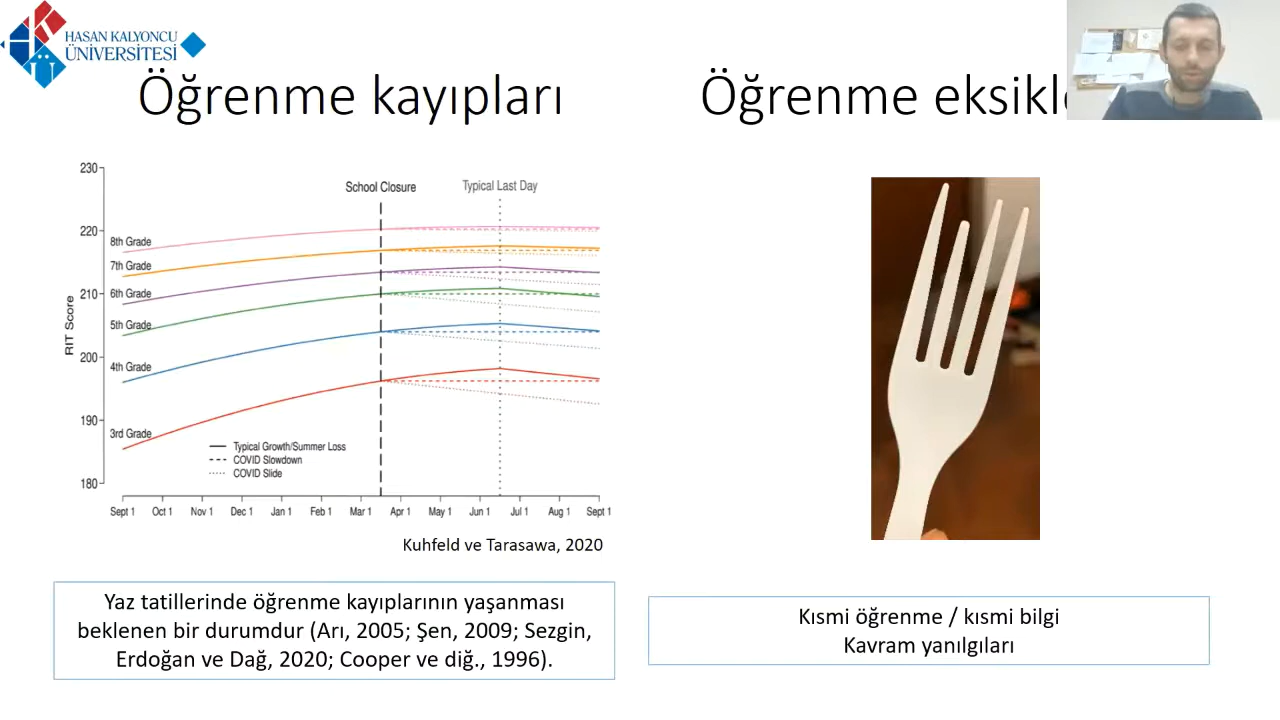 HASAN KALYONCU
ÜNİVERSİTESİ
Öğrenme kayıpları
230
220
210
200
190
180
RIT Score
School Closure
Typical Last Day
8th Grade
7th Grade
6th Grade
5th Grade
4th Grade
3rd Grade
Typical Growth/Summer Loss
COVID Slowdown
COVID Slide
Sept 1 Oct 1 Nov 1 Dec 1 Jan 1 Feb 1 Mar 1 Apr 1 May 1 Jun 1 Jul 1 Aug 1 Sept 1
Kuhfeld ve Tarasawa, 2020
Yaz tatillerinde öğrenme kayıplarının yaşanması
beklenen bir durumdur (Arı, 2005; Şen, 2009; Sezgin,
Erdoğan ve Dağ, 2020; Cooper ve diğ., 1996).
Öğrenme
Kısmi öğrenme / kısmi bilgi
Kavram yanılgıları